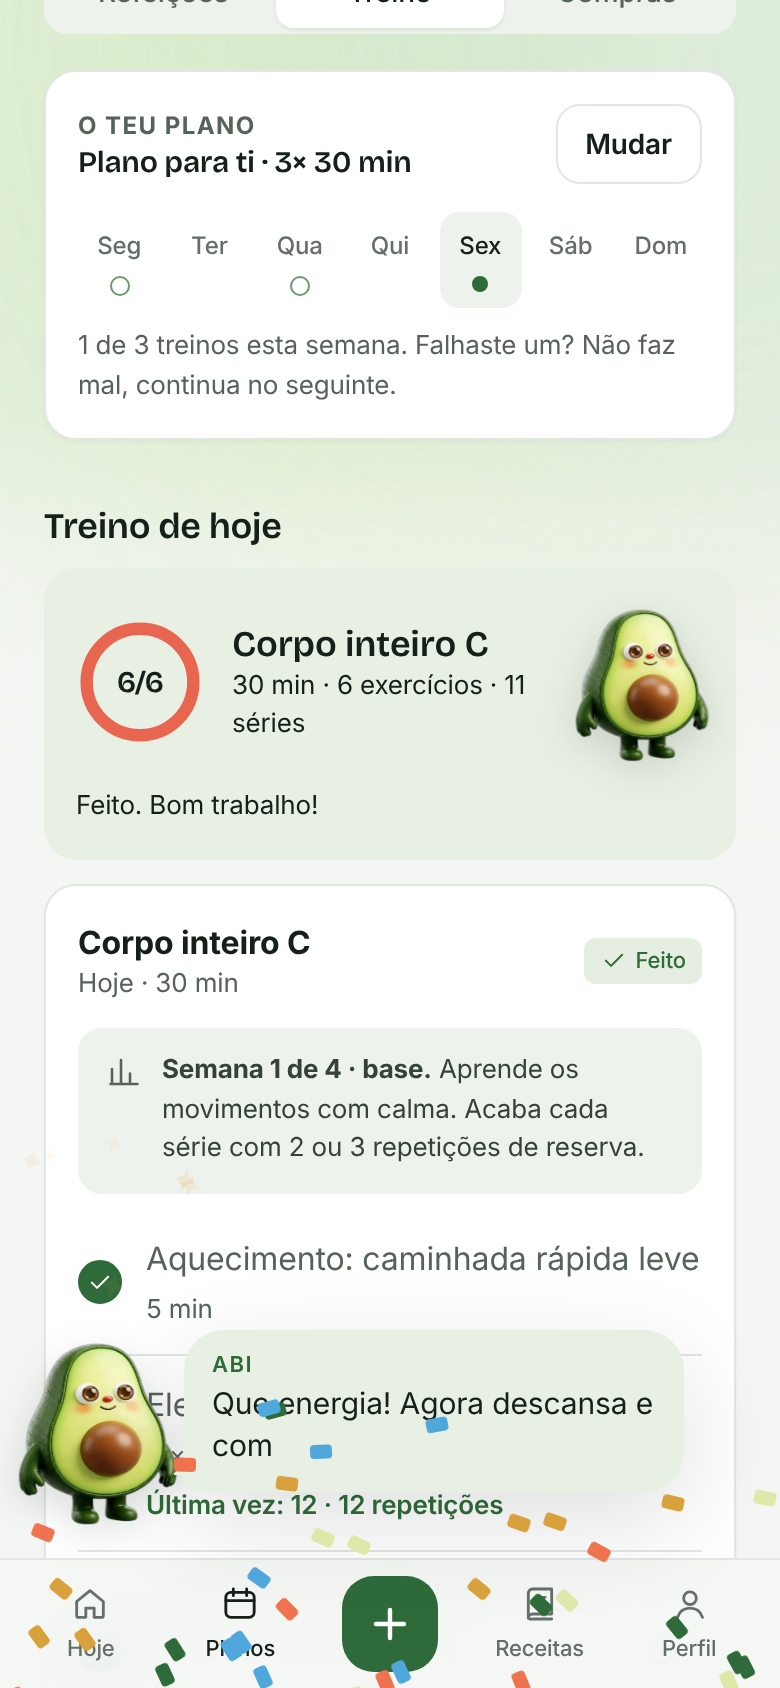 Refeições Treino Compras
O TEU PLANO
Plano para ti · 3× 30 min
Mudar
Seg Ter Qua Qui Sex Sáb Dom
1 de 3 treinos esta semana. Falhaste um? Não faz
mal, continua no seguinte.
Treino de hoje
6/6
Corpo inteiro C
30 min · 6 exercícios · 11
séries
Feito. Bom trabalho!
Corpo inteiro C
Hoje · 30 min
Feito
Semana 1 de 4 · base. Aprende os
movimentos com calma. Acaba cada
série com 2 ou 3 repetições de reserva.
Aquecimento: caminhada rápida leve
5 min
ABI
Que energia! Agora descansa e
com
Última vez: 12 · 12 repetições
Hoje Planos Receitas Perfil